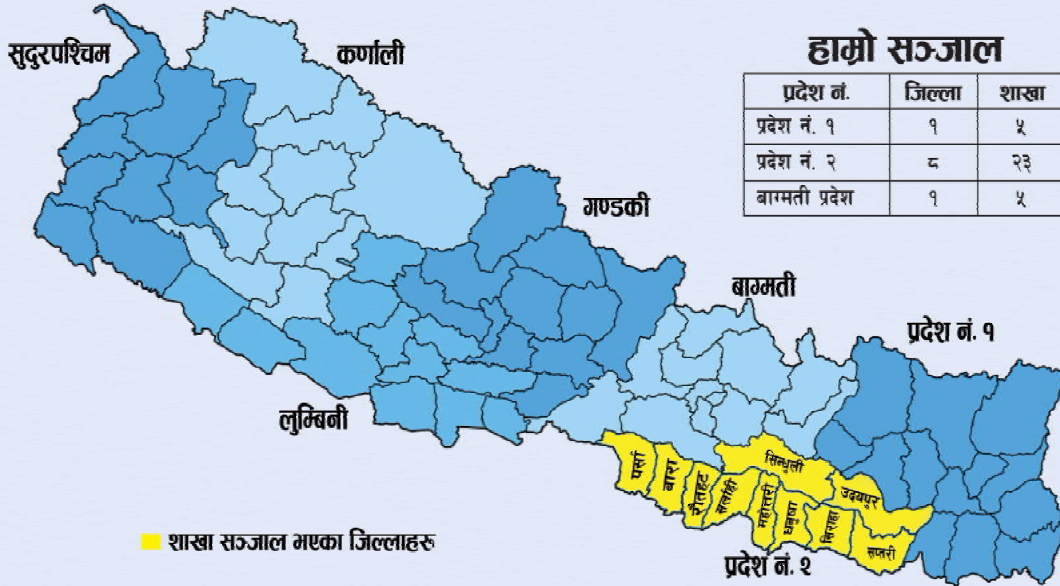 सुदुरपश्चिम
कर्णाली
हाम्रो सञ्जाल
प्रदेश नं. जिल्ला शाखा
प्रदेश नं. १ १ ५
प्रदेश नं. २ ८ २३
बाग्मती प्रदेश १ ५
गण्डकी
बाग्मती
प्रदेश नं. १
लुम्बिनी
पर्सा
बारा
रौतहट
सर्लाही
महोत्तरी
धनुषा
सिराहा
सप्तरी
सिन्धुली
उदयपुर
शाखा सञ्जाल भएका जिल्लाहरु
प्रदेश नं. २